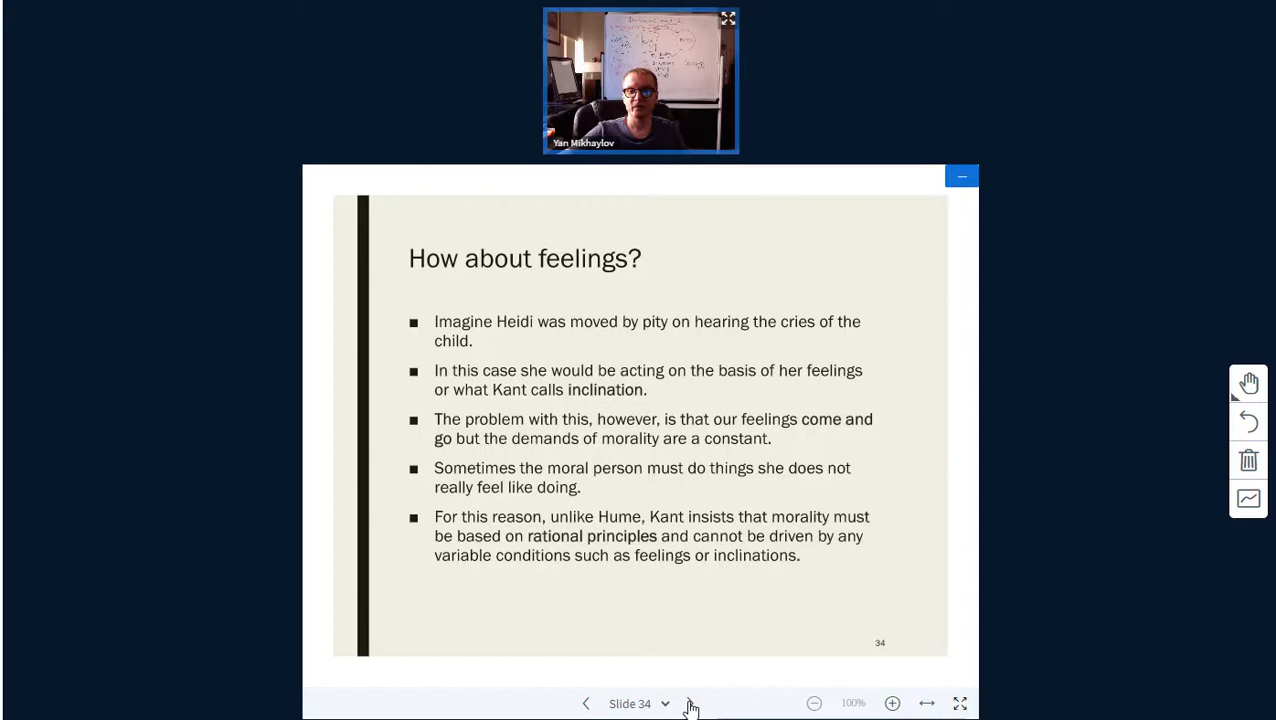 Yan Mikhaylov
How about feelings?
■ Imagine Heidi was moved by pity on hearing the cries of the
child.
■ In this case she would be acting on the basis of her feelings
or what Kant calls inclination.
■ The problem with this, however, is that our feelings come and
go but the demands of morality are a constant.
■ Sometimes the moral person must do things she does not
really feel like doing.
■ For this reason, unlike Hume, Kant insists that morality must
be based on rational principles and cannot be driven by any
variable conditions such as feelings or inclinations.
34
Slide 34
100%